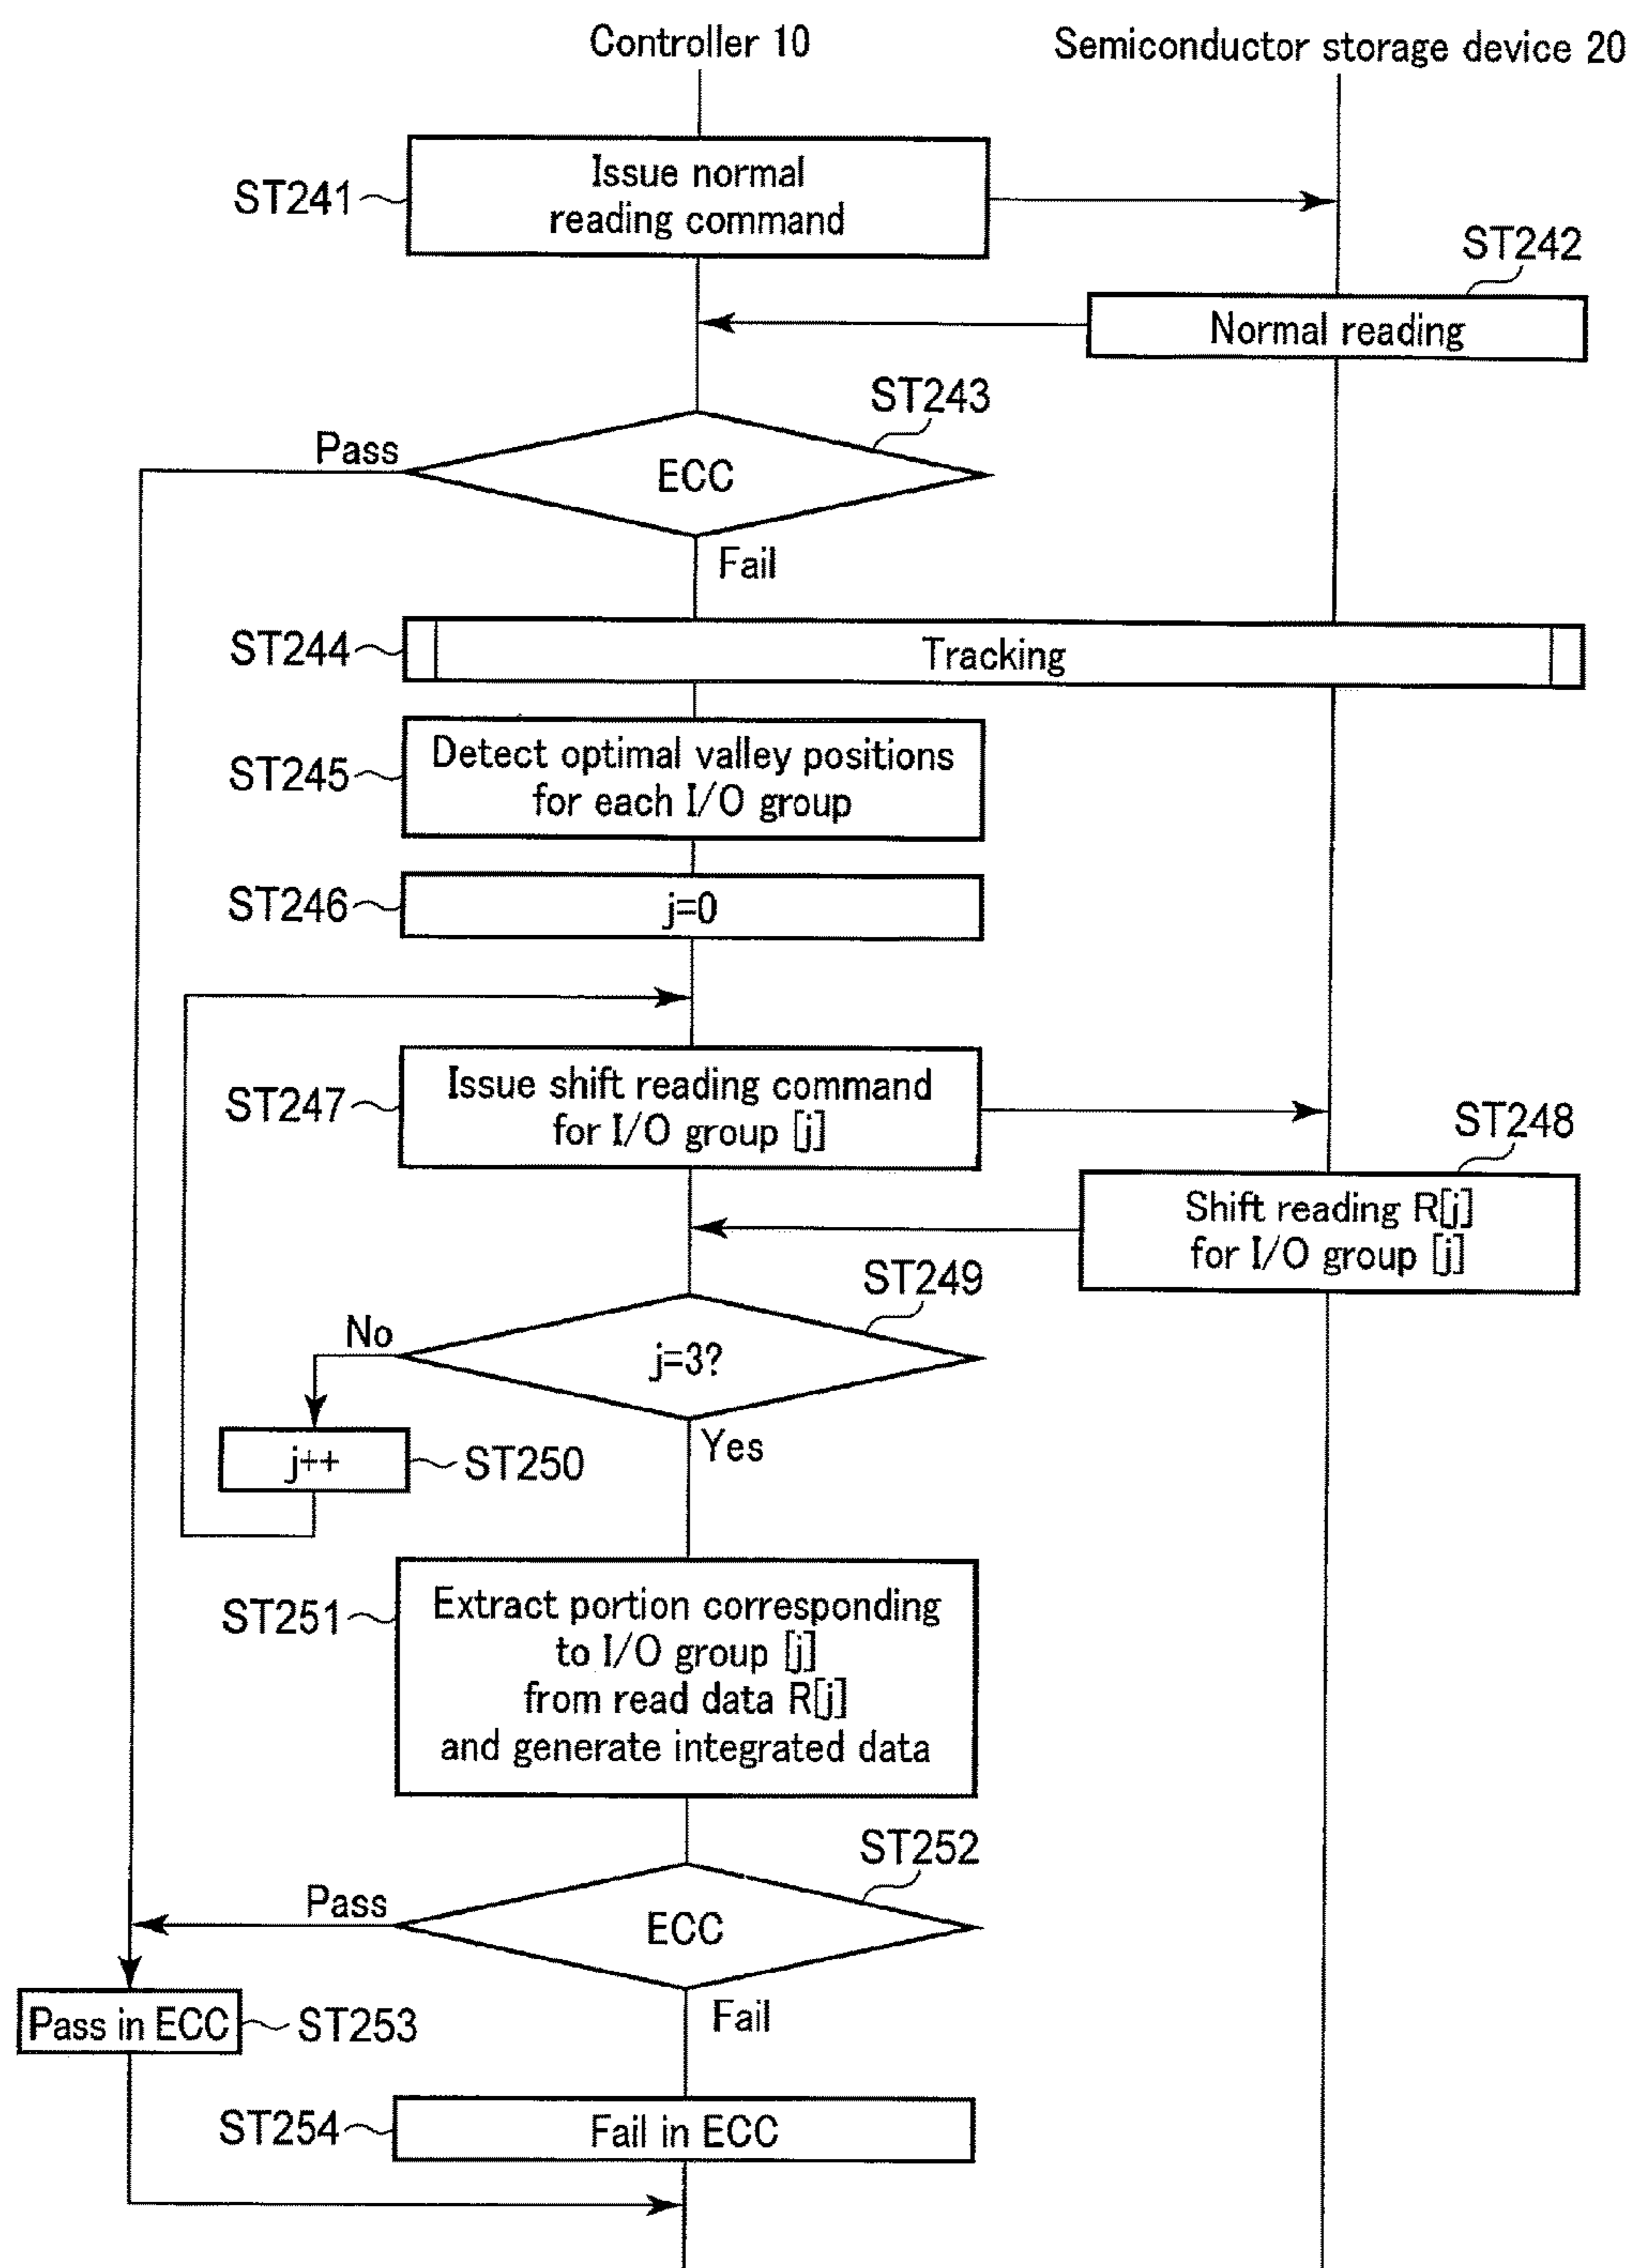 Controller 10
Semiconductor storage device 20
ST241
Issue normal
reading command
ST242
Normal reading
ST243
Pass
ECC
Fail
ST244
Tracking
ST245
Detect optimal valley positions
for each I/O group
ST246
j=0
ST247
Issue shift reading command
for I/O group [j]
ST248
Shift reading R[j]
for I/O group [j]
ST249
No
j=3?
Yes
j++
ST250
ST251
Extract portion corresponding
to I/O group [j]
from read data R[j]
and generate integrated data
ST252
Pass
ECC
Fail
Pass in ECC
ST253
ST254
Fail in ECC